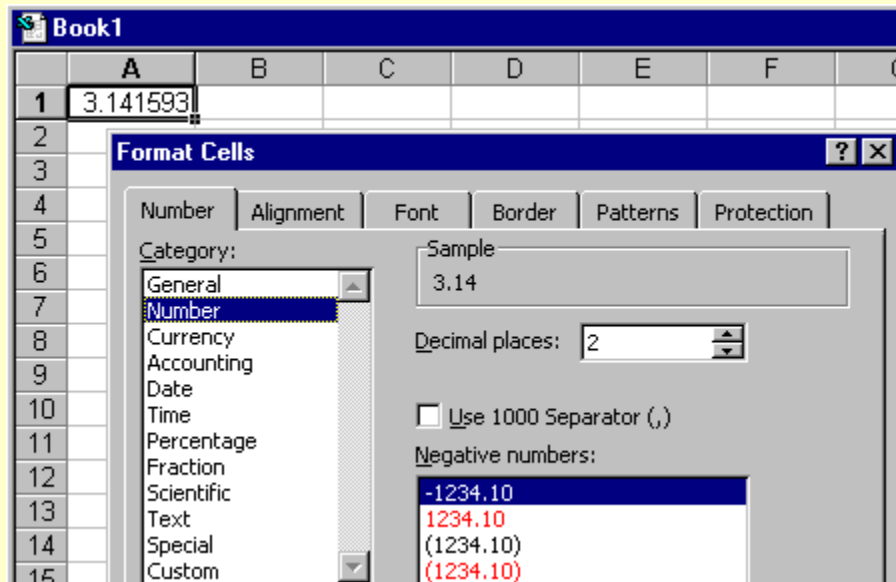 Book1
A B C D E F
1 3.141593
2
Format Cells ?
3
4 Number Alignment Font Border Patterns Protection
5
Category: Sample
6 General 3.14
7 Number
8 Currency Decimal places: 2
9 Accounting
Date
10 Time Use 1000 Separator (,)
11 Percentage
Negative numbers:
12 Fraction
Scientific -1234.10
13 Text 1234.10
14 Special (1234.10)
15 Custom (1234.10)